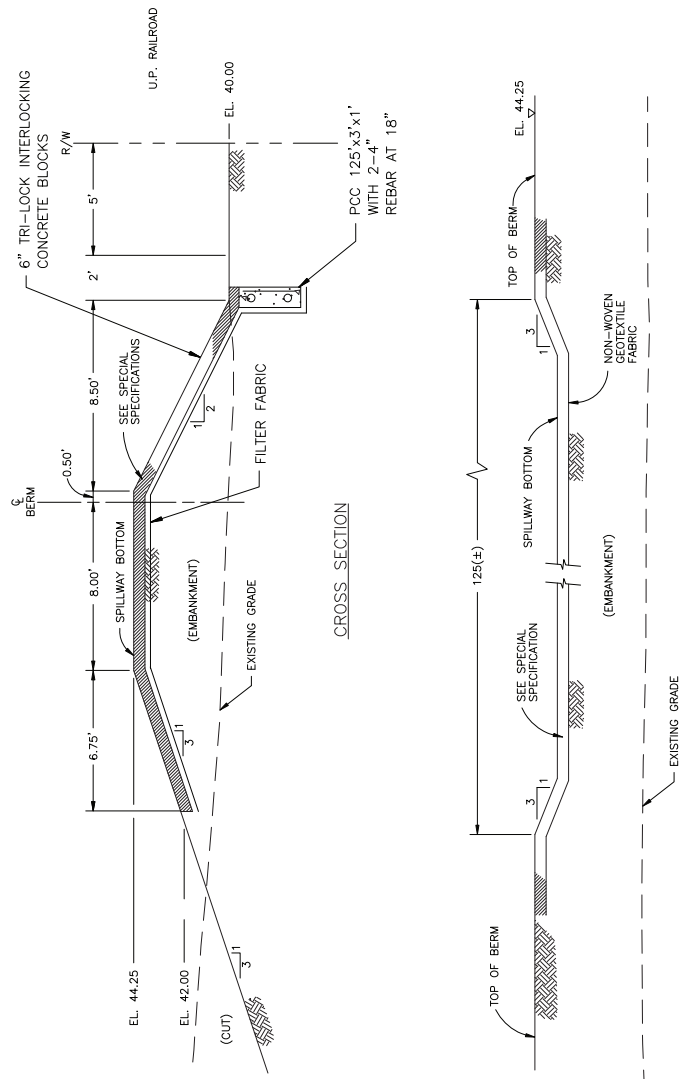 6" TRI-LOCK INTERLOCKING
CONCRETE BLOCKS
U.P. RAILROAD
R/W
5'
2'
EL. 40.00
8.50'
SEE SPECIAL
SPECIFICATIONS
0.50'
℄
BERM
8.00'
SPILLWAY BOTTOM
6.75'
1
2
FILTER FABRIC
PCC 125'x3'x1'
WITH 2-4"
REBAR AT 18"
(EMBANKMENT)
EXISTING GRADE
1
3
EL. 44.25
EL. 42.00
1
3
(CUT)
CROSS SECTION
EL. 44.25
TOP OF BERM
3
1
NON-WOVEN
GEOTEXTILE
FABRIC
SPILLWAY BOTTOM
125(±)
(EMBANKMENT)
SEE SPECIAL
SPECIFICATION
3
1
EXISTING GRADE
TOP OF BERM